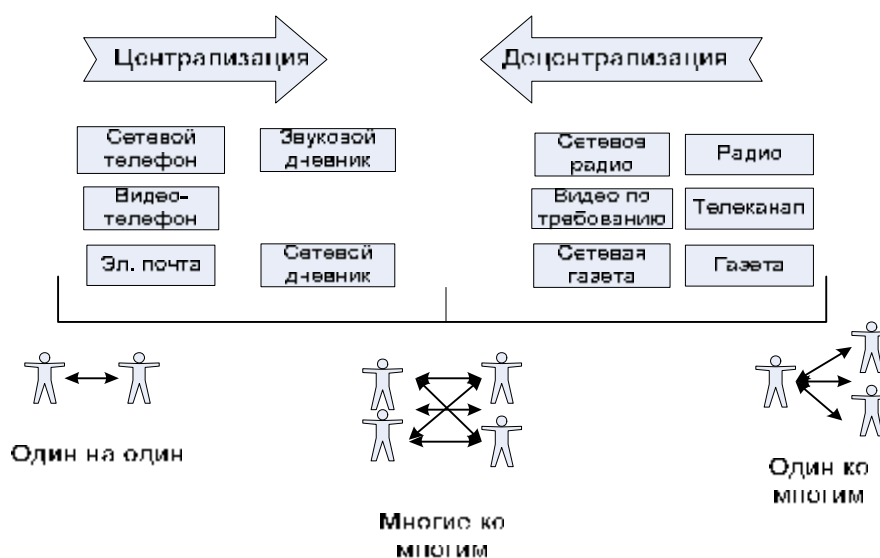 Централизация
Децентрализация
Сетевой
телефон
Звуковой
дневник
Сетевое
радио
Радио
Видео-
телефон
Видео по
требованию
Телеканал
Эл. почта
Сетевой
дневник
Сетевая
газета
Газета
Один на один
Многие ко
многим
Один ко
многим